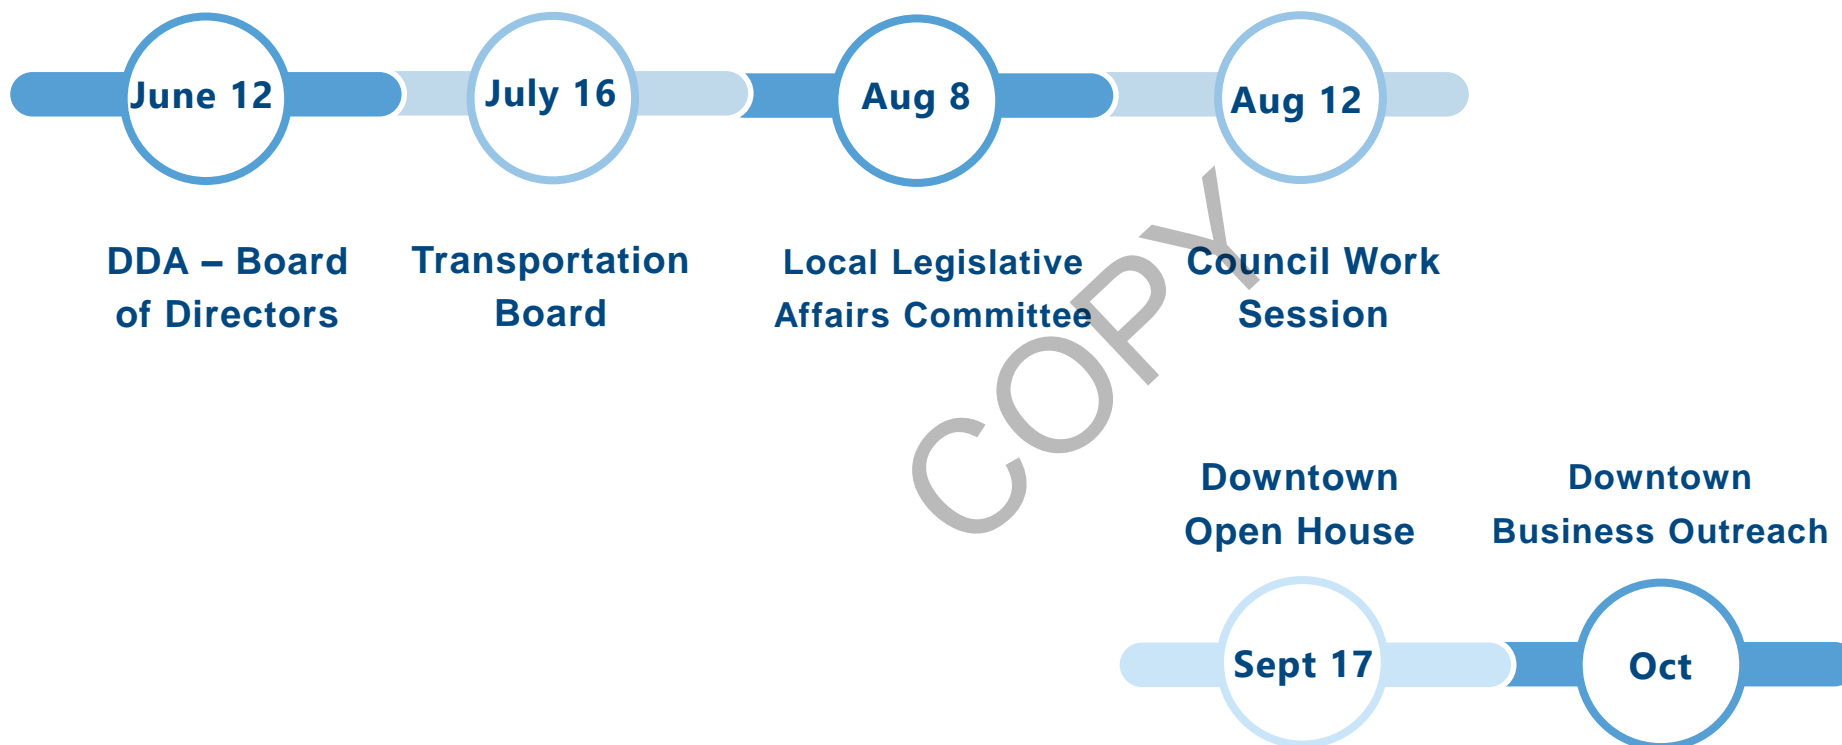 June 12
July 16
Aug 8
Aug 12
DDA – Board
of Directors
Transportation
Board
Local Legislative
Affairs Committee
Council Work
Session
COPY
Downtown
Open House
Downtown
Business Outreach
Sept 17
Oct